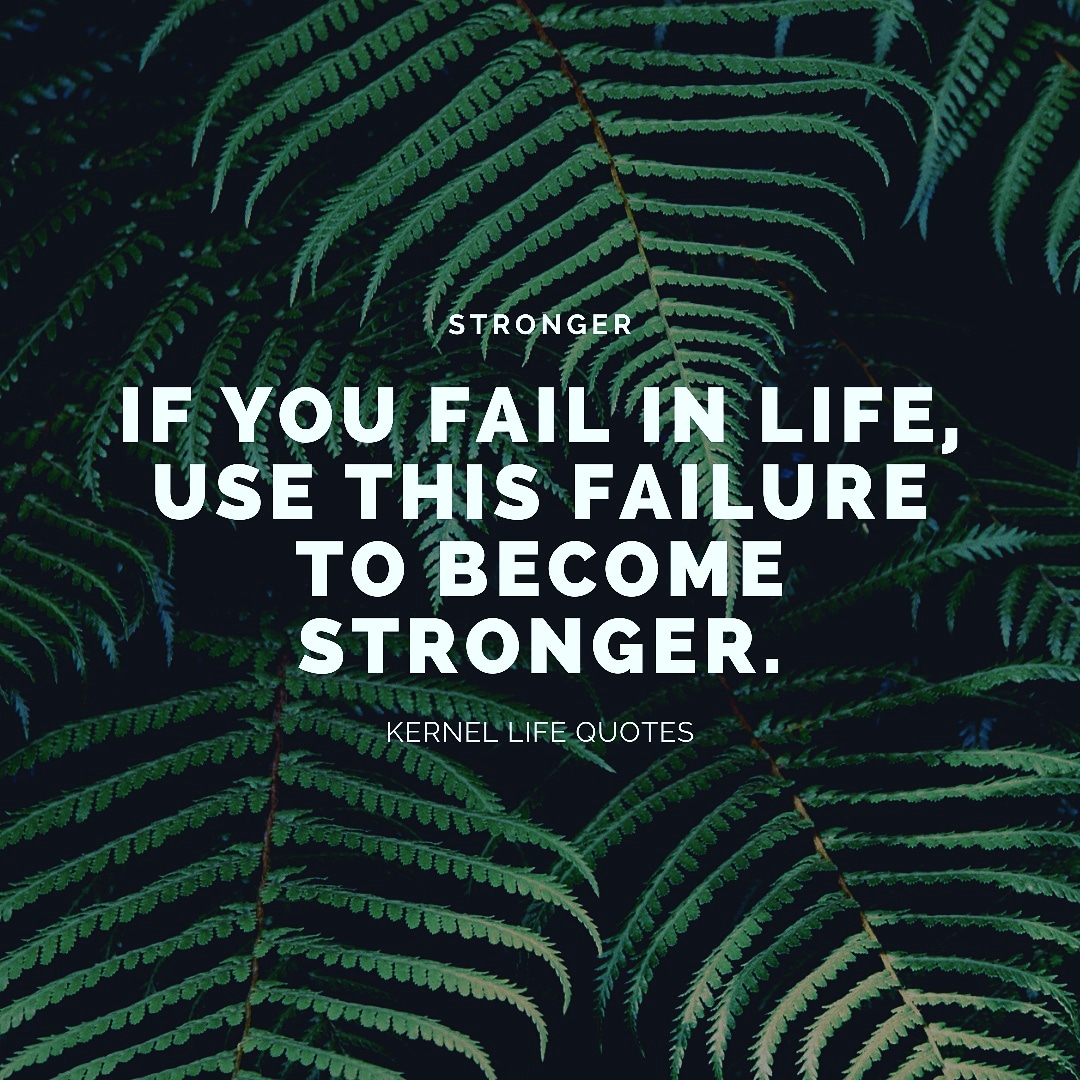 STRONGER
IF YOU FAIL IN LIFE,
USE THIS FAILURE
TO BECOME
STRONGER.
KERNEL LIFE QUOTES